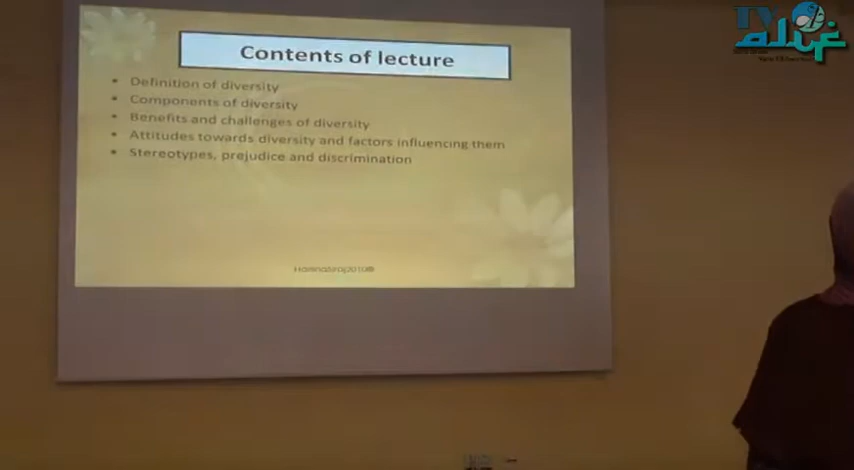 TV
Contents of lecture
• Definition of diversity
• Components of diversity
• Benefits and challenges of diversity
• Attitudes towards diversity and factors influencing them
• Stereotypes, prejudice and discrimination